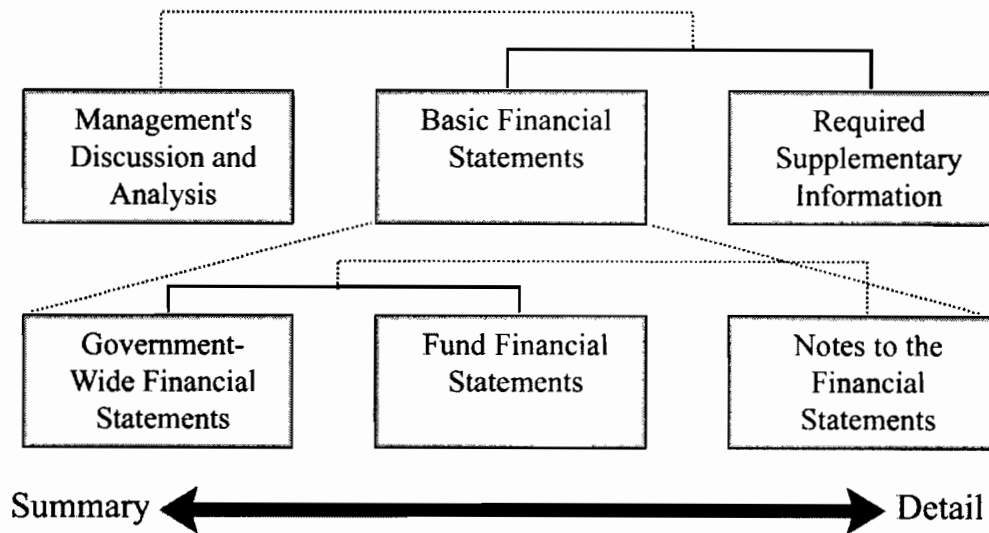 Management's
Discussion and
Analysis
Basic Financial
Statements
Required
Supplementary
Information
Government-
Wide Financial
Statements
Fund Financial
Statements
Notes to the
Financial
Statements
Summary
Detail